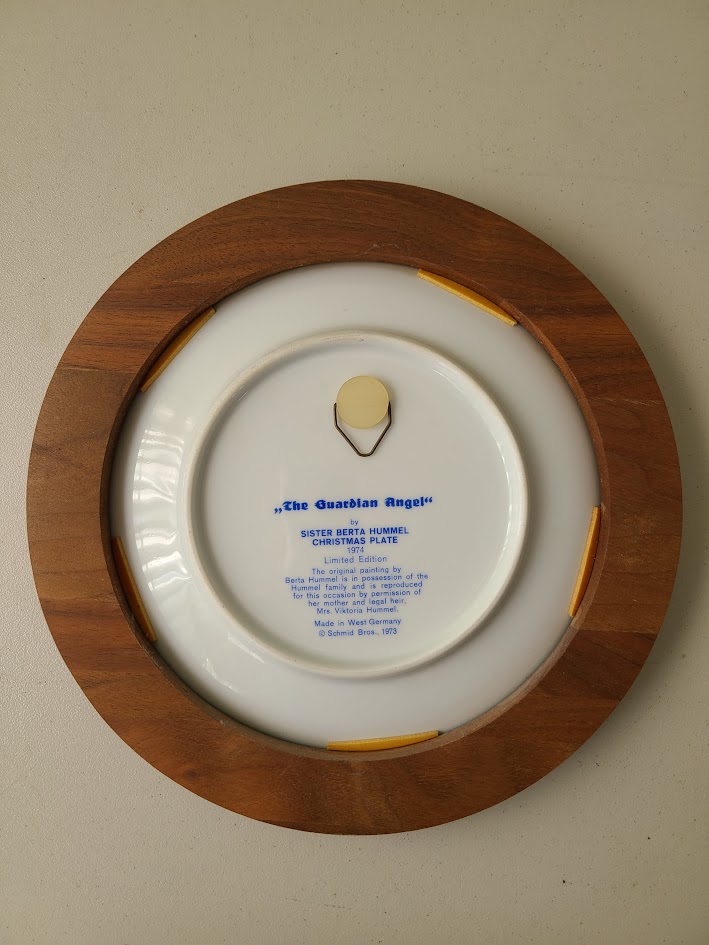 „The Guardian Angel“
by
SISTER BERTA HUMMEL
CHRISTMAS PLATE
1974
Limited Edition
The original painting by
Berta Hummel is in possession of the
Hummel family and is reproduced
for this occasion by permission of
her mother and legal heir,
Mrs. Viktoria Hummel.
Made in West Germany
© Schmid Bros., 1973